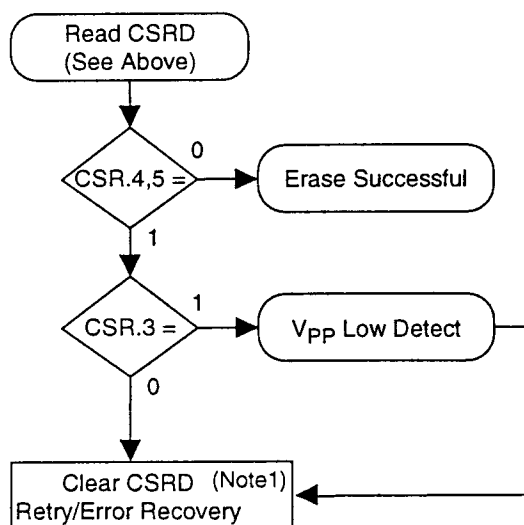 Read CSRD
(See Above)
CSR.4,5 =
0
Erase Successful
1
CSR.3 =
1
VPP Low Detect
0
Clear CSRD (Note1)
Retry/Error Recovery